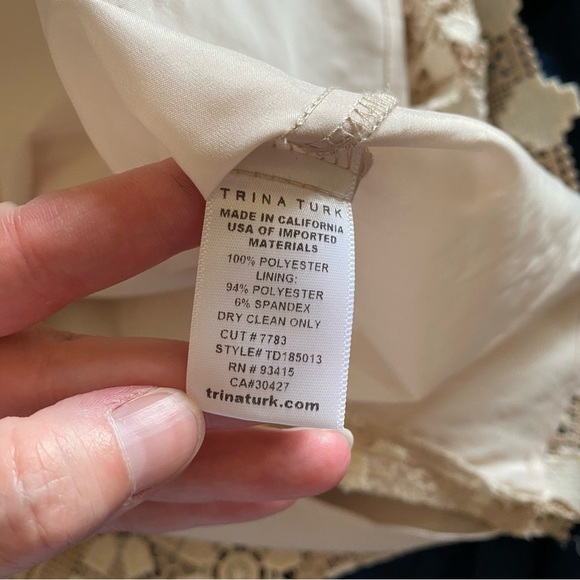 TRINA TURK
MADE IN CALIFORNIA
USA OF IMPORTED
MATERIALS
100% POLYESTER
LINING:
94% POLYESTER
6% SPANDEX
DRY CLEAN ONLY
CUT # 7783
STYLE# TD185013
RN # 93415
CA#30427
trinaturk.com